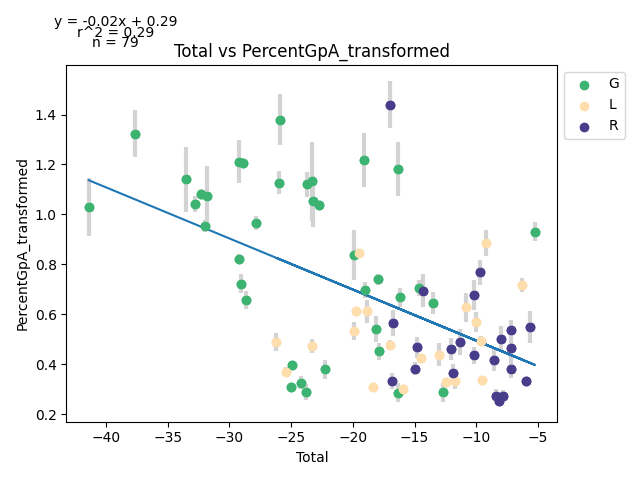 y = -0.02x + 0.29
r^2 = 0.29
n = 79
Total vs PercentGpA_transformed
G
L
R
PercentGpA_transformed
1.4
1.2
1.0
0.8
0.6
0.4
0.2
−40 −35 −30 −25 −20 −15 −10 −5
Total